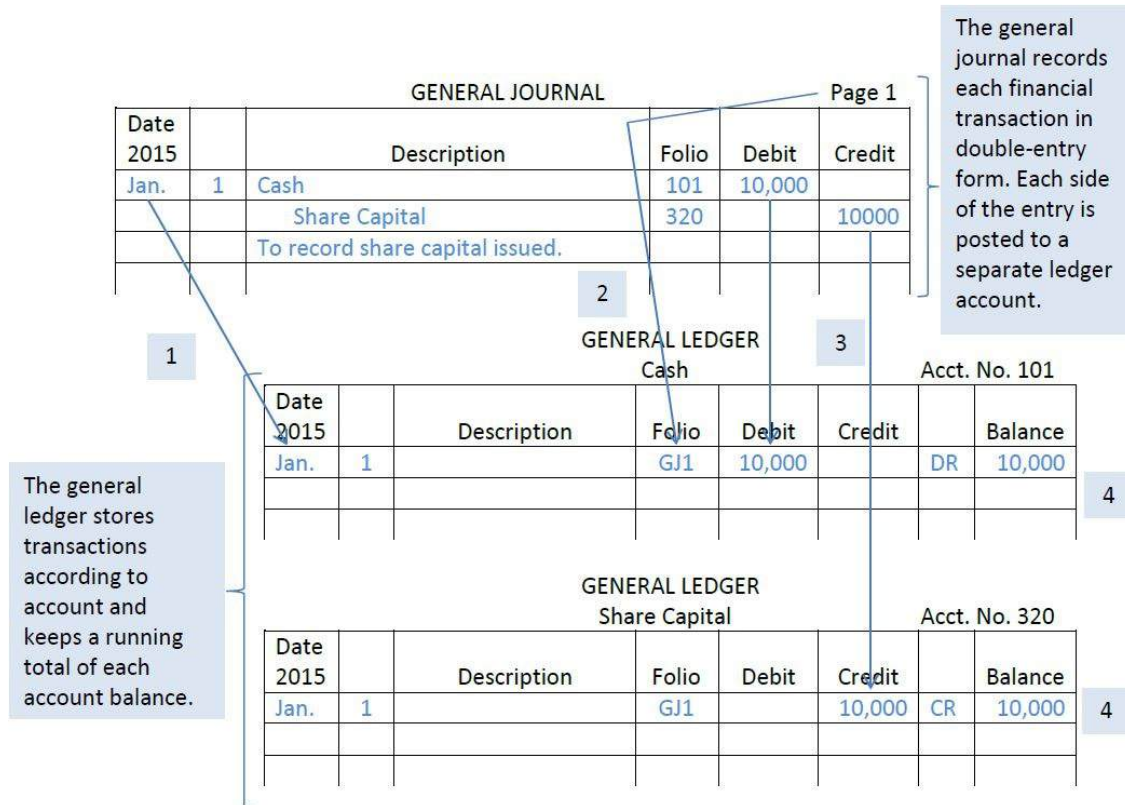 The general
journal records
each financial
transaction in
double-entry
form. Each side
of the entry is
posted to a
separate ledger
account.
GENERAL JOURNAL Page 1
Date
2015 Description Folio Debit Credit
Jan. 1 Cash 101 10,000
Share Capital 320 10000
To record share capital issued.
2
1
3
GENERAL LEDGER
Cash Acct. No. 101
Date
2015 Description Folio Debit Credit Balance
Jan. 1 GJ1 10,000 DR 10,000
4
The general
ledger stores
transactions
according to
account and
keeps a running
total of each
account balance.
GENERAL LEDGER
Share Capital Acct. No. 320
Date
2015 Description Folio Debit Credit Balance
Jan. 1 GJ1 10,000 CR 10,000
4